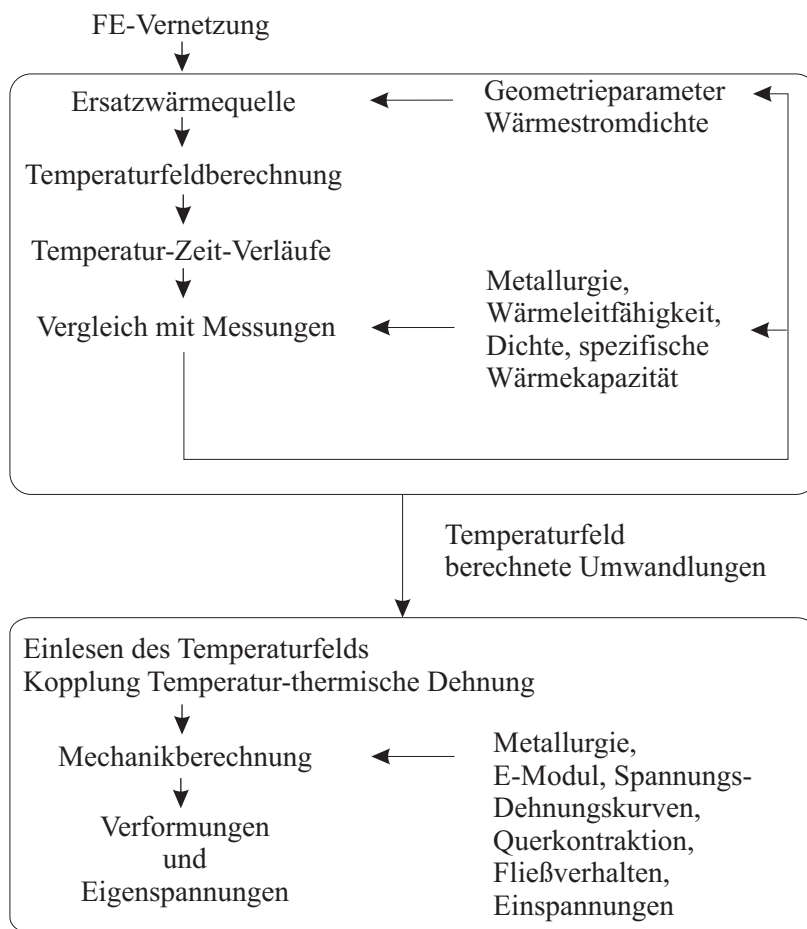 FE-Vernetzung
Ersatzwärmequelle
Geometrieparameter
Wärmestromdichte
Temperaturfeldberechnung
Temperatur-Zeit-Verläufe
Vergleich mit Messungen
Metallurgie,
Wärmeleitfähigkeit,
Dichte, spezifische
Wärmekapazität
Temperaturfeld
berechnete Umwandlungen
Einlesen des Temperaturfelds
Kopplung Temperatur-thermische Dehnung
Mechanikberechnung
Metallurgie,
E-Modul, Spannungs-
Dehnungskurven,
Querkontraktion,
Fließverhalten,
Einspannungen
Verformungen
und
Eigenspannungen